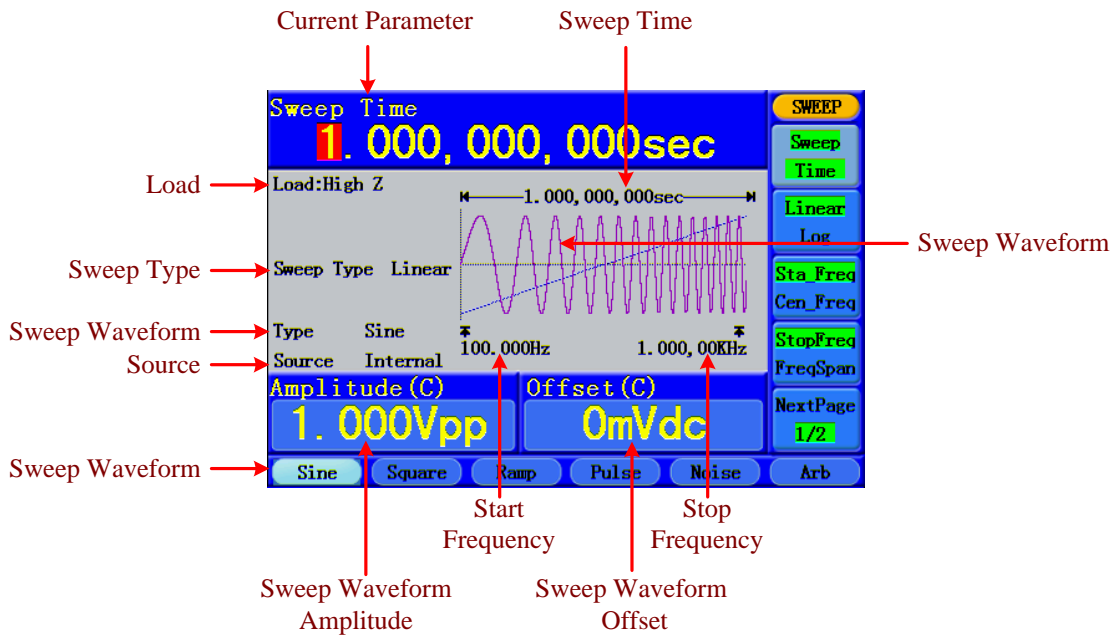 Current Parameter
Sweep Time
Sweep Time
1.000,000,000sec
SWEEP
Sweep
Time
Load
Load:High Z
1.000,000,000sec
Linear
Log
Sweep Waveform
Sweep Type
Sweep Type Linear
Sta_Freq
Cen_Freq
Sweep Waveform
Type Sine
100.000Hz
1.000,00KHz
StopFreq
FreqSpan
Source
Source Internal
Amplitude(C)
1.000Vpp
Offset(C)
0mVdc
NextPage
1/2
Sweep Waveform
Sine
Square
Ramp
Pulse
Noise
Arb
Start
Frequency
Stop
Frequency
Sweep Waveform
Amplitude
Sweep Waveform
Offset